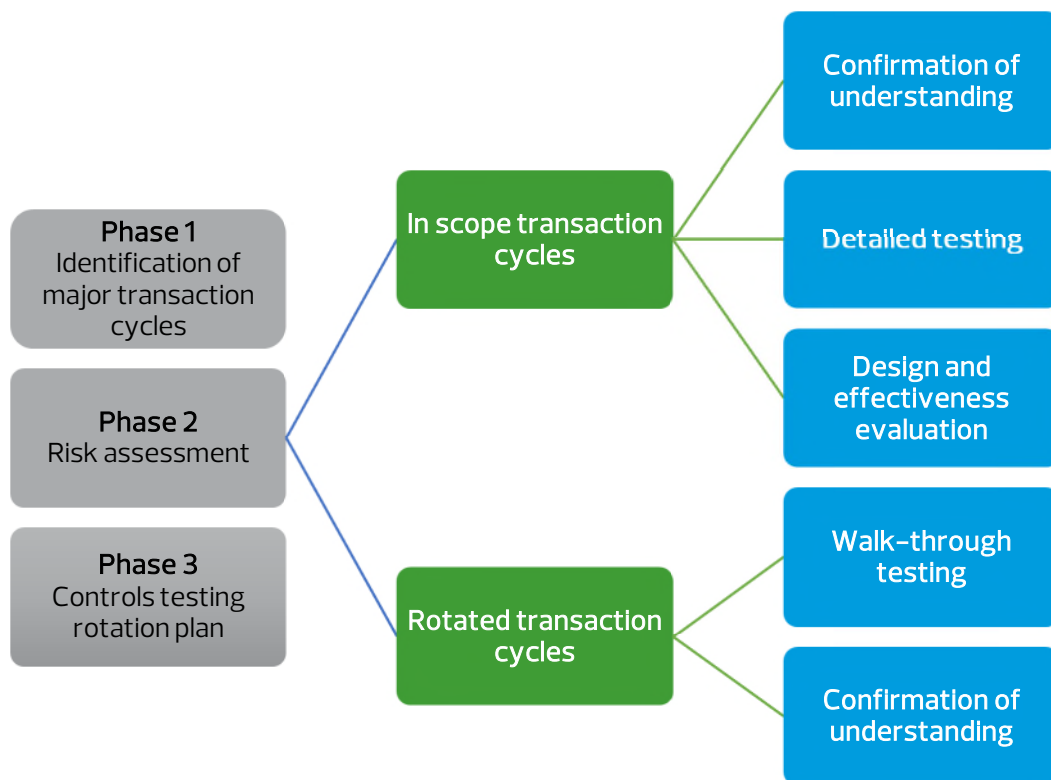 Phase 1
Identification of
major transaction
cycles
Phase 2
Risk assessment
Phase 3
Controls testing
rotation plan
In scope transaction
cycles
Rotated transaction
cycles
Confirmation of
understanding
Detailed testing
Design and
effectiveness
evaluation
Walk-through
testing
Confirmation of
understanding